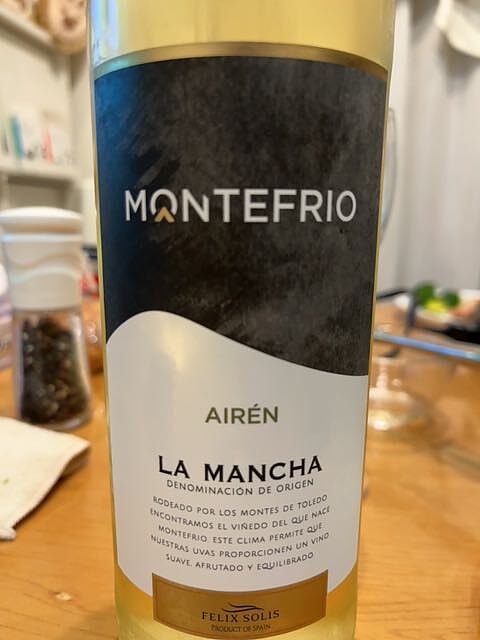 MONTEFRIO
AIRÉN
LA MANCHA
DENOMINACIÓN DE ORIGEN
RODEADO POR LOS MONTES DE TOLEDO
ENCONTRAMOS EL VIÑEDO DEL QUE NACE
MONTEFRIO. ESTE CLIMA PERMITE QUE
NUESTRAS UVAS PROPORCIONEN UN VINO
SUAVE, AFRUTADO Y EQUILIBRADO.
FELIX SOLIS
PRODUCT OF SPAIN